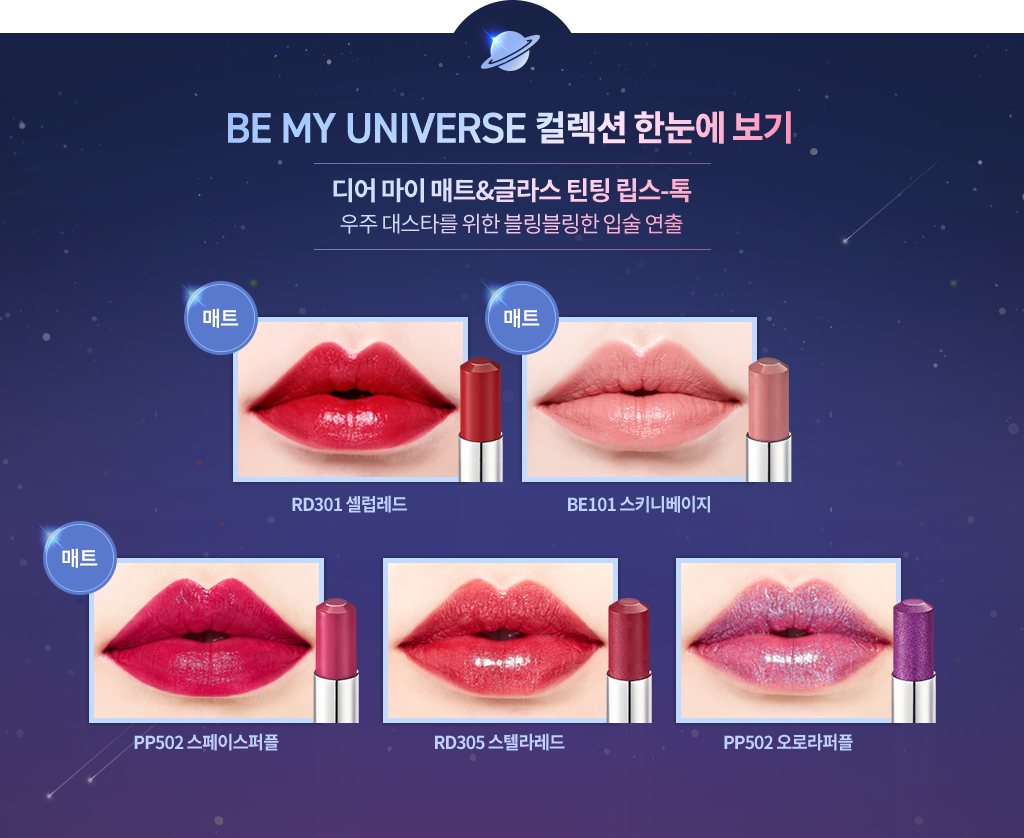 BE MY UNIVERSE 컬렉션 한눈에 보기
디어 마이 매트&글라스 틴팅 립스-톡
우주 대스타를 위한 블링블링한 입술 연출
매트
매트
RD301 셀럽레드
BE101 스키니베이지
매트
PP502 스페이스퍼플
RD305 스텔라레드
PP502 오로라퍼플